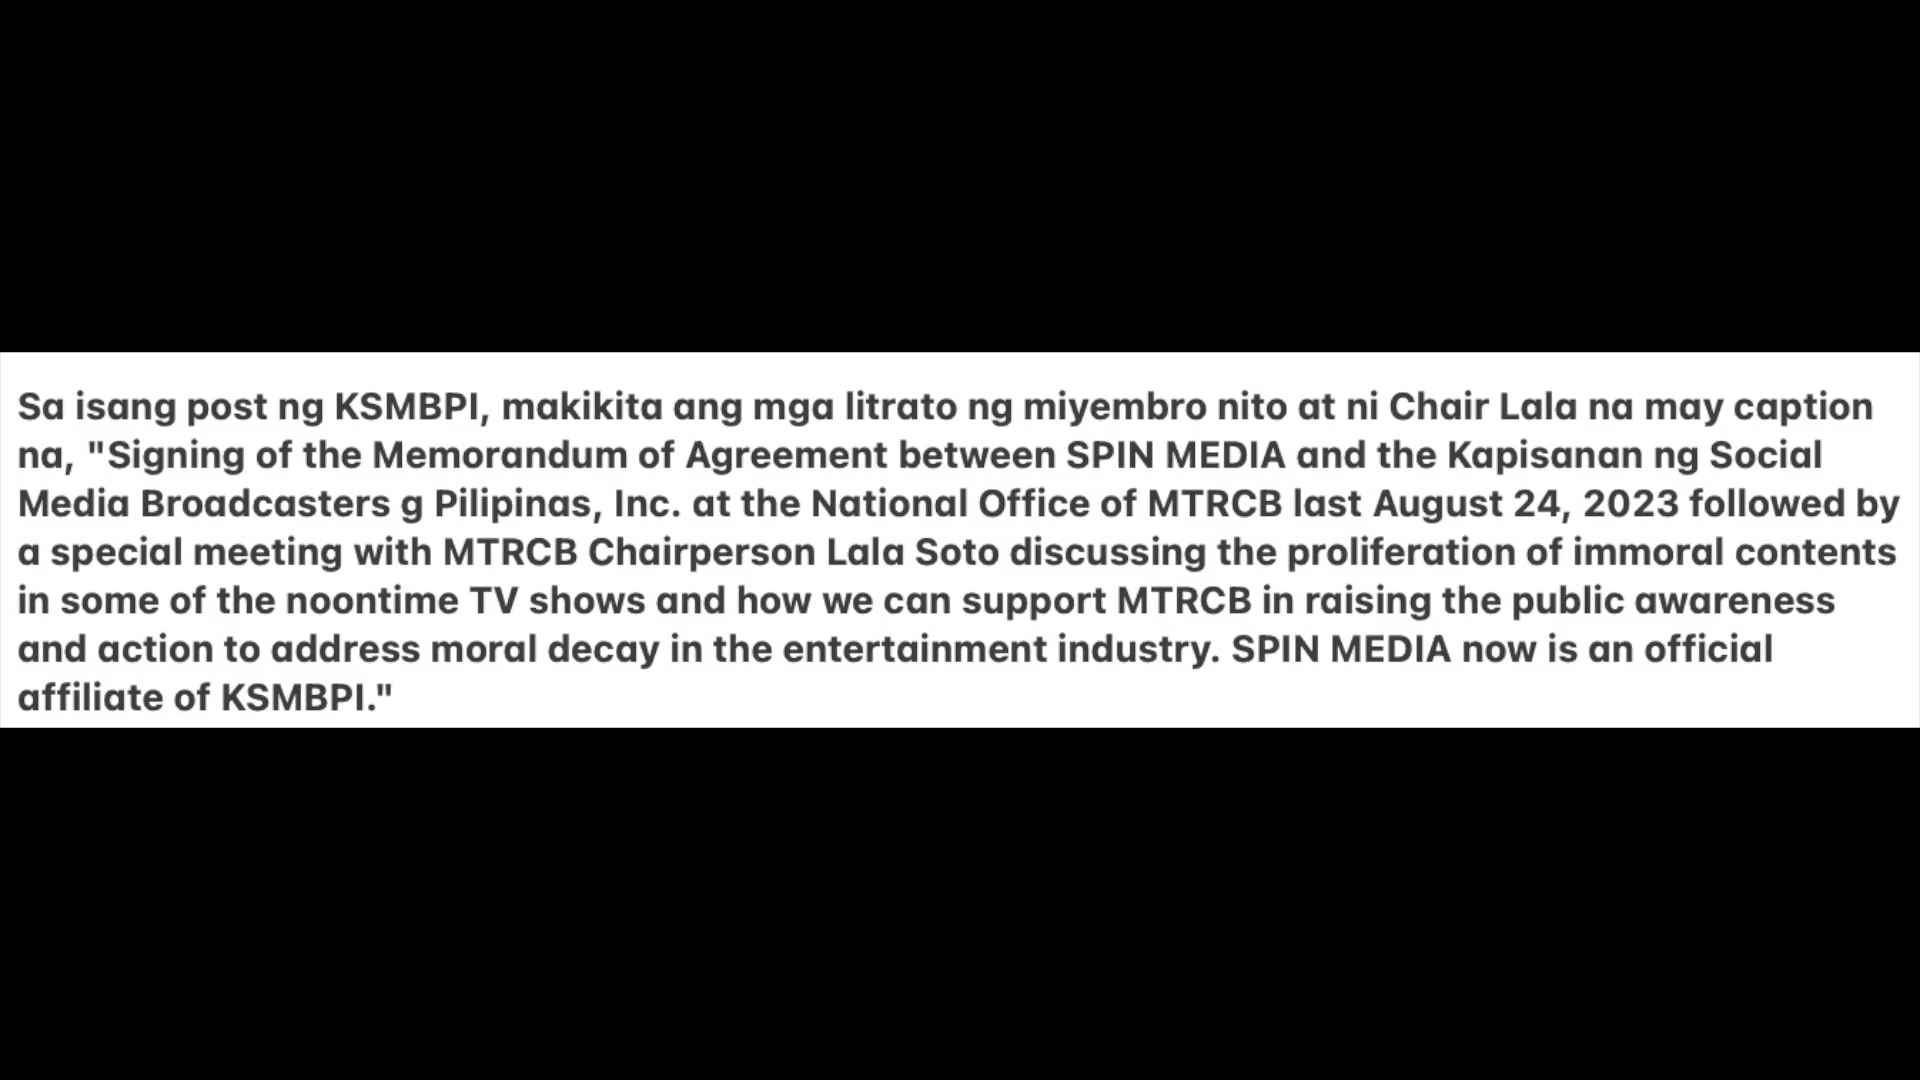 Sa isang post ng KSMBPI, makikita ang mga litrato ng miyembro nito at ni Chair Lala na may caption
na, "Signing of the Memorandum of Agreement between SPIN MEDIA and the Kapisanan ng Social
Media Broadcasters g Pilipinas, Inc. at the National Office of MTRCB last August 24, 2023 followed by
a special meeting with MTRCB Chairperson Lala Soto discussing the proliferation of immoral contents
in some of the noontime TV shows and how we can support MTRCB in raising the public awareness
and action to address moral decay in the entertainment industry. SPIN MEDIA now is an official
affiliate of KSMBPI."